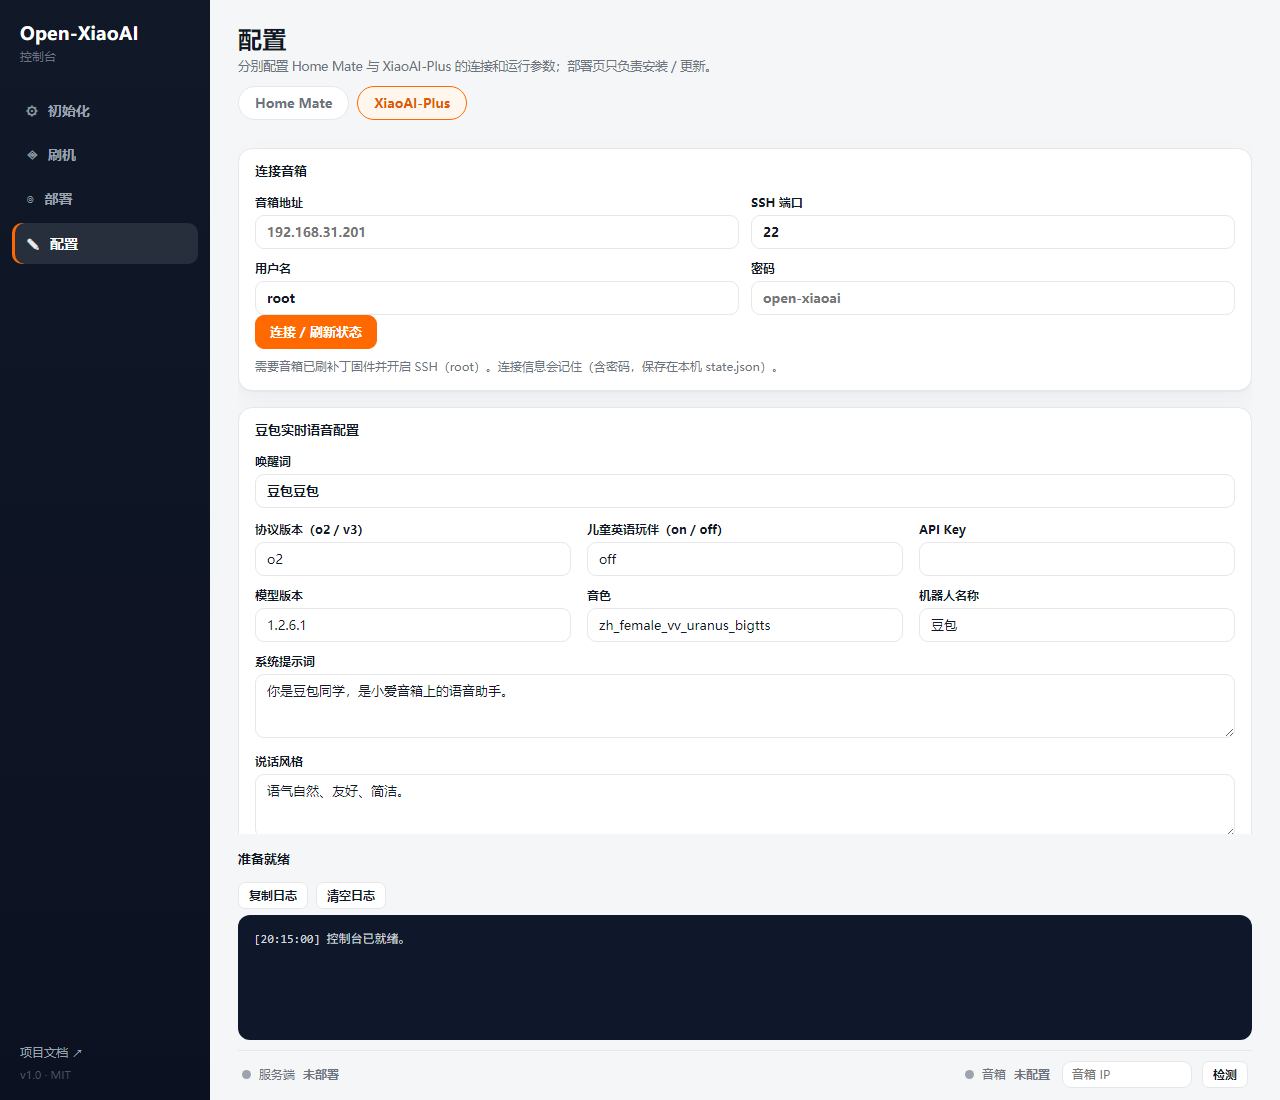 Open-XiaoAI
控制台
初始化
刷机
部署
配置
项目文档 ↗
v1.0 · MIT
配置
分别配置 Home Mate 与 XiaoAI-Plus 的连接和运行参数；部署页只负责安装 / 更新。
Home Mate XiaoAI-Plus
连接音箱
音箱地址 SSH 端口
192.168.31.201 22
用户名 密码
root open-xiaoai
连接 / 刷新状态
需要音箱已刷补丁固件并开启 SSH（root）。连接信息会记住（含密码，保存在本机 state.json）。
豆包实时语音配置
唤醒词
豆包豆包
协议版本（o2 / v3） 儿童英语玩伴（on / off） API Key
o2 off
模型版本 音色 机器人名称
1.2.6.1 zh_female_vv_uranus_bigtts 豆包
系统提示词
你是豆包同学，是小爱音箱上的语音助手。
说话风格
语气自然、友好、简洁。
准备就绪
复制日志 清空日志
[20:15:00] 控制台已就绪。
服务端 未部署 音箱 未配置 音箱 IP 检测